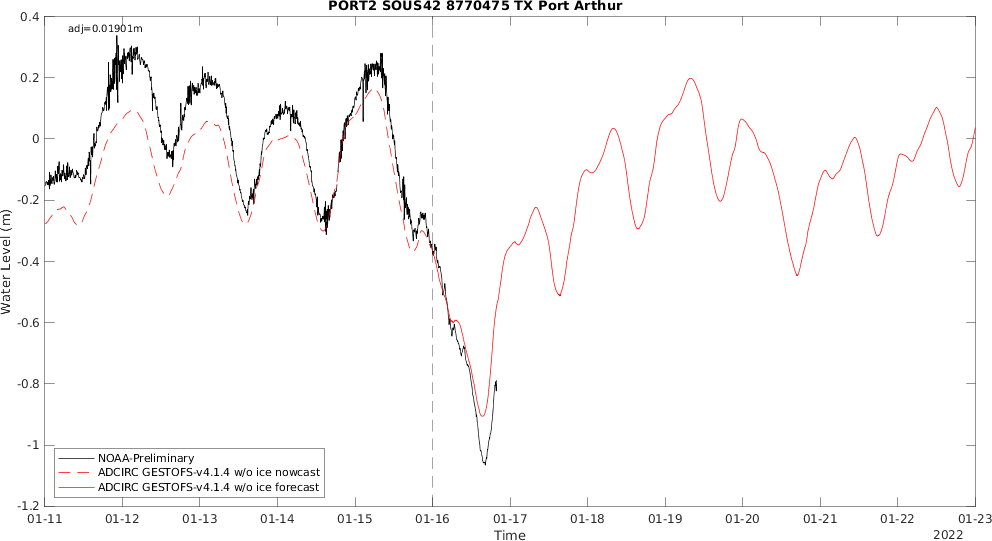 PORT2 SOUS42 8770475 TX Port Arthur
adj=0.01901m
0.4
0.2
0
-0.2
-0.4
-0.6
-0.8
-1
-1.2
Water Level (m)
NOAA-Preliminary
ADCIRC GESTOFS-v4.1.4 w/o ice nowcast
ADCIRC GESTOFS-v4.1.4 w/o ice forecast
01-11 01-12 01-13 01-14 01-15 01-16 01-17 01-18 01-19 01-20 01-21 01-22 01-23
Time
2022